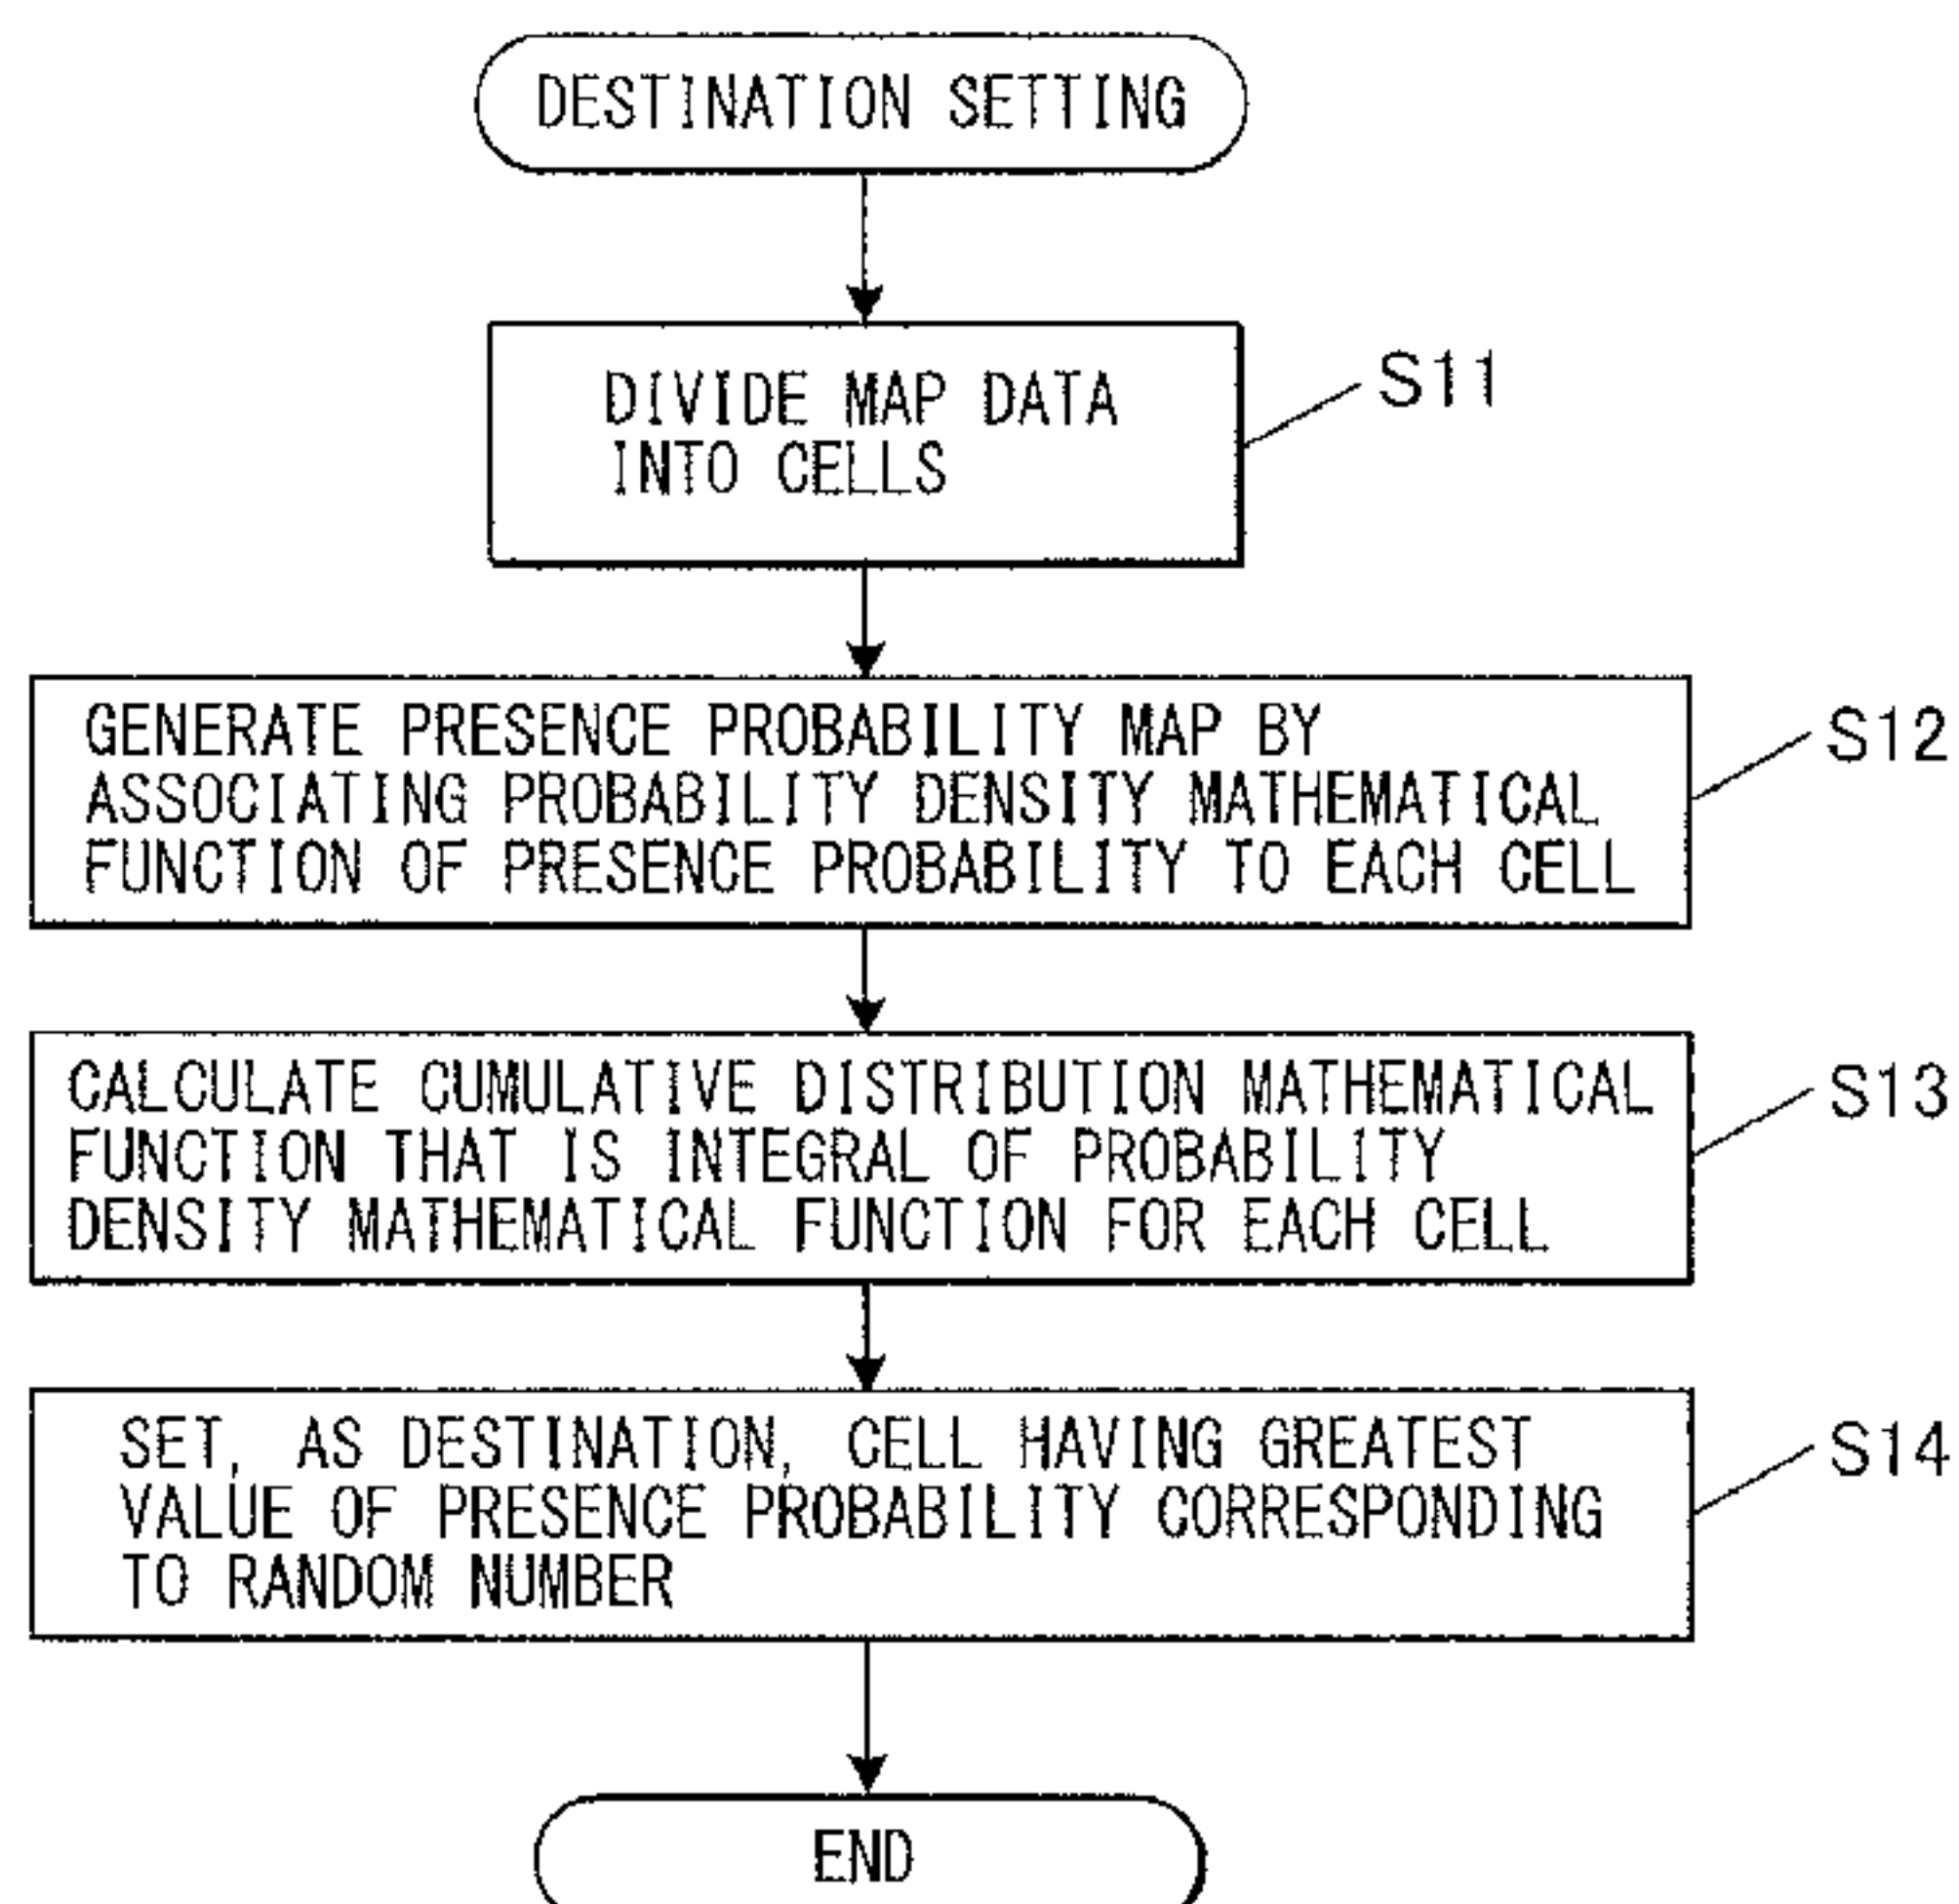 DESTINATION SETTING
DIVIDE MAP DATA
INTO CELLS
S11
GENERATE PRESENCE PROBABILITY MAP BY
ASSOCIATING PROBABILITY DENSITY MATHEMATICAL
FUNCTION OF PRESENCE PROBABILITY TO EACH CELL
S12
CALCULATE CUMULATIVE DISTRIBUTION MATHEMATICAL
FUNCTION THAT IS INTEGRAL OF PROBABILITY
DENSITY MATHEMATICAL FUNCTION FOR EACH CELL
S13
SET, AS DESTINATION, CELL HAVING GREATEST
VALUE OF PRESENCE PROBABILITY CORRESPONDING
TO RANDOM NUMBER
S14
END